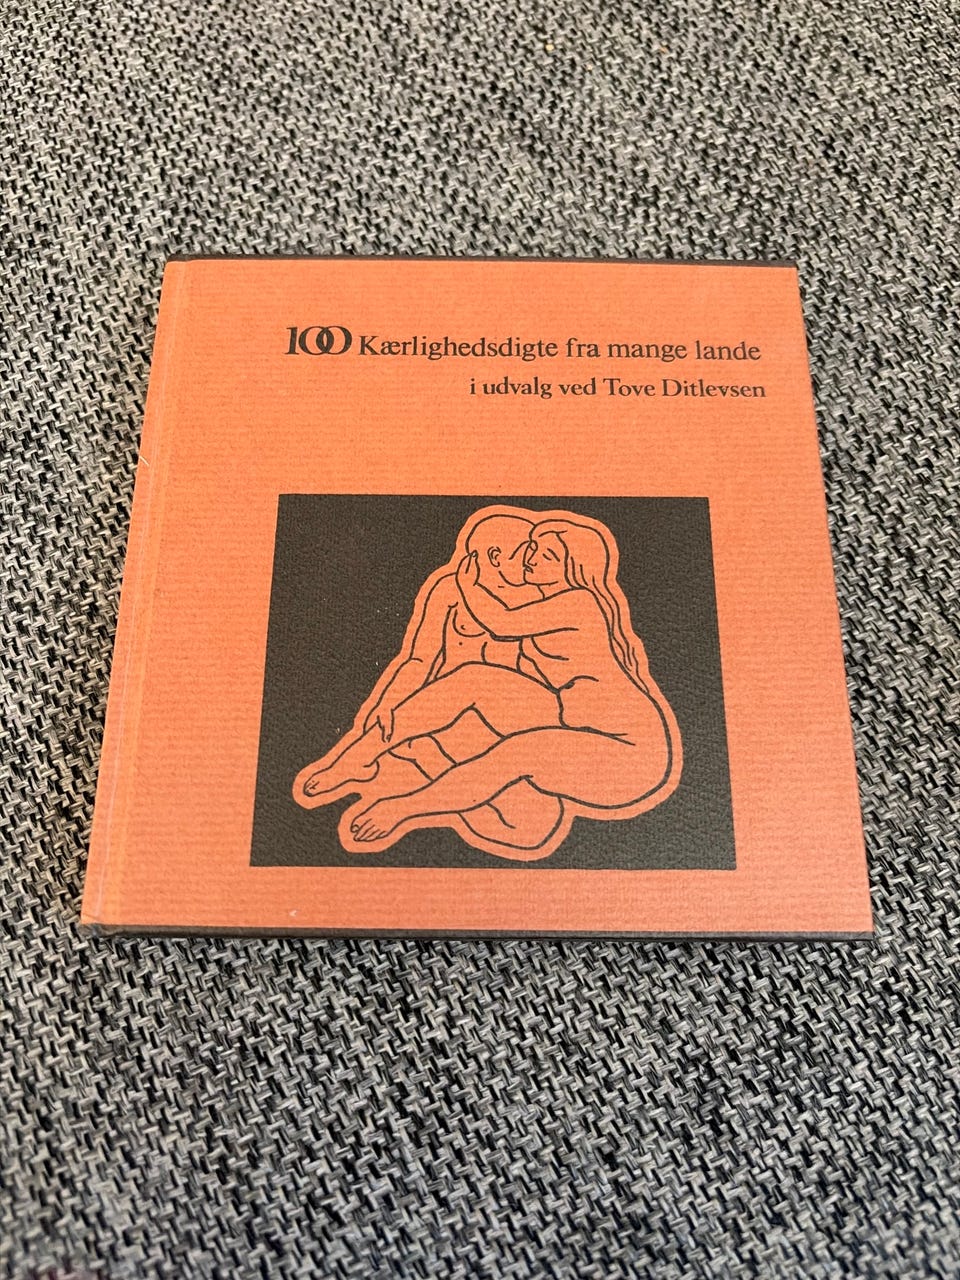 100 Kærlighedsdigte fra mange lande
i udvalg ved Tove Ditlevsen